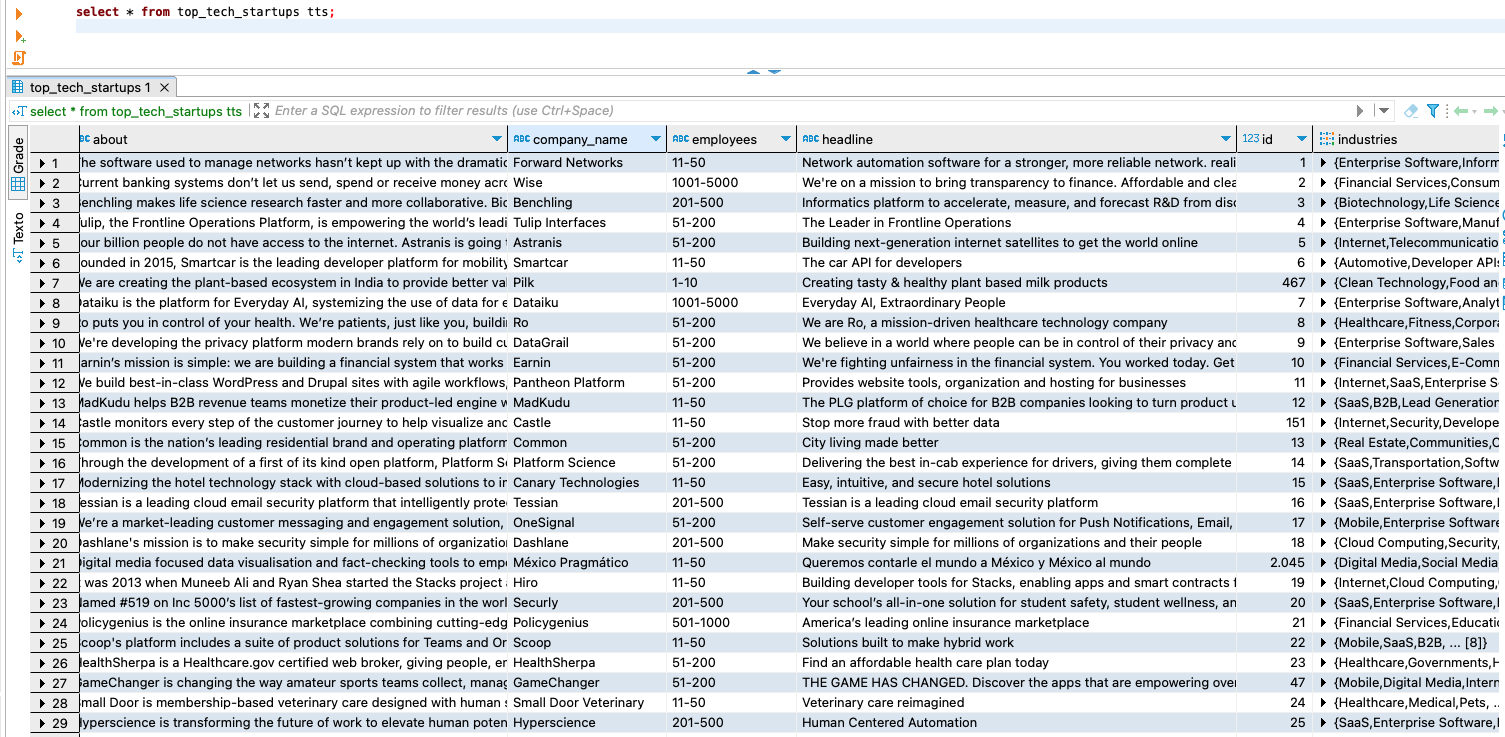 select * from top_tech_startups tts;
top_tech_startups 1
select * from top_tech_startups tts Enter a SQL expression to filter results (use Ctrl+Space)
Grade
Texto
ABC about ABC company_name ABC employees ABC headline 123 id industries
1 he software used to manage networks hasn't kept up with the dramatic Forward Networks 11-50 Network automation software for a stronger, more reliable network. reali 1 {Enterprise Software,Inform
2 urrent banking systems don't let us send, spend or receive money acro Wise 1001-5000 We're on a mission to bring transparency to finance. Affordable and clea 2 {Financial Services,Consum
3 enchling makes life science research faster and more collaborative. Bio Benchling 201-500 Informatics platform to accelerate, measure, and forecast R&D from disc 3 {Biotechnology,Life Science
4 ulip, the Frontline Operations Platform, is empowering the world's leadi Tulip Interfaces 51-200 The Leader in Frontline Operations 4 {Enterprise Software,Manuf
5 our billion people do not have access to the internet. Astranis is going t Astranis 51-200 Building next-generation internet satellites to get the world online 5 {Internet,Telecommunicatio
6 ounded in 2015, Smartcar is the leading developer platform for mobility Smartcar 11-50 The car API for developers 6 {Automotive,Developer APIs
7 We are creating the plant-based ecosystem in India to provide better val Pilk 1-10 Creating tasty & healthy plant based milk products 467 {Clean Technology,Food an
8 ataiku is the platform for Everyday AI, systemizing the use of data for e Dataiku 1001-5000 Everyday AI, Extraordinary People 7 {Enterprise Software,Analyt
9 o puts you in control of your health. We're patients, just like you, buildi Ro 51-200 We are Ro, a mission-driven healthcare technology company 8 {Healthcare,Fitness,Corpora
10 We're developing the privacy platform modern brands rely on to build cu DataGrail 51-200 We believe in a world where people can be in control of their privacy and 9 {Enterprise Software,Sales
11 arnin's mission is simple: we are building a financial system that works Earnin 51-200 We're fighting unfairness in the financial system. You worked today. Get 10 {Financial Services,E-Comm
12 We build best-in-class WordPress and Drupal sites with agile workflows, Pantheon Platform 51-200 Provides website tools, organization and hosting for businesses 11 {Internet,SaaS,Enterprise S
13 MadKudu helps B2B revenue teams monetize their product-led engine w MadKudu 11-50 The PLG platform of choice for B2B companies looking to turn product u 12 {SaaS,B2B,Lead Generation
14 astle monitors every step of the customer journey to help visualize and Castle 11-50 Stop more fraud with better data 151 {Internet,Security,Develope
15 ommon is the nation's leading residential brand and operating platform Common 51-200 City living made better 13 {Real Estate,Communities,C
16 hrough the development of a first of its kind open platform, Platform Sc Platform Science 51-200 Delivering the best in-cab experience for drivers, giving them complete 14 {SaaS,Transportation,Softw
17 Modernizing the hotel technology stack with cloud-based solutions to in Canary Technologies 11-50 Easy, intuitive, and secure hotel solutions 15 {SaaS,Enterprise Software,I
18 essian is a leading cloud email security platform that intelligently prote Tessian 201-500 Tessian is a leading cloud email security platform 16 {SaaS,Enterprise Software,I
19 We're a market-leading customer messaging and engagement solution, OneSignal 51-200 Self-serve customer engagement solution for Push Notifications, Email, 17 {Mobile,Enterprise Software
20 ashlane's mission is to make security simple for millions of organizatio Dashlane 201-500 Make security simple for millions of organizations and their people 18 {Cloud Computing,Security,
21 igital media focused data visualisation and fact-checking tools to empo México Pragmático 11-50 Queremos contarle el mundo a México y México al mundo 2.045 {Digital Media,Social Media
22 was 2013 when Muneeb Ali and Ryan Shea started the Stacks project Hiro 11-50 Building developer tools for Stacks, enabling apps and smart contracts f 19 {Internet,Cloud Computing,
23 amed #519 on Inc 5000's list of fastest-growing companies in the worl Securly 201-500 Your school's all-in-one solution for student safety, student wellness, an 20 {SaaS,Enterprise Software,I
24 olicygenius is the online insurance marketplace combining cutting-edg Policygenius 501-1000 America's leading online insurance marketplace 21 {Financial Services,Educatio
25 Scoop's platform includes a suite of product solutions for Teams and Or Scoop 11-50 Solutions built to make hybrid work 22 {Mobile,SaaS,B2B, ... [8]}
26 HealthSherpa is a Healthcare.gov certified web broker, giving people, en HealthSherpa 51-200 Find an affordable health care plan today 23 {Healthcare,Governments,H
27 GameChanger is changing the way amateur sports teams collect, manag GameChanger 51-200 THE GAME HAS CHANGED. Discover the apps that are empowering over 47 {Mobile,Digital Media,Intern
28 Small Door is membership-based veterinary care designed with human s Small Door Veterinary 11-50 Veterinary care reimagined 24 {Healthcare,Medical,Pets, ..
29 Hyperscience is transforming the future of work to elevate human poten Hyperscience 201-500 Human Centered Automation 25 {SaaS,Enterprise Software,I